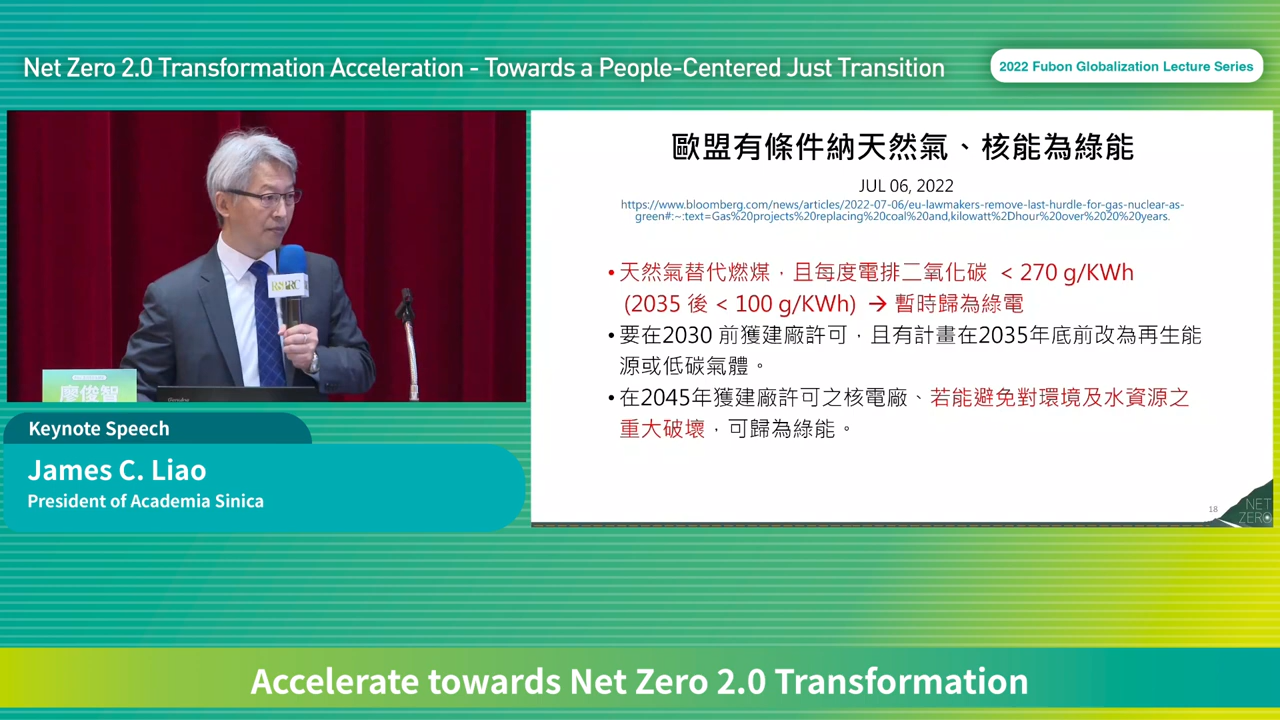 Net Zero 2.0 Transformation Acceleration - Towards a People-Centered Just Transition
2022 Fubon Globalization Lecture Series
歐盟有條件納天然氣、核能為綠能
JUL 06, 2022
https://www.bloomberg.com/news/articles/2022-07-06/eu-lawmakers-remove-last-hurdle-for-gas-nuclear-as-
green#:~:text=Gas%20projects%20replacing%20coal%20and,kilowatt%2Dhour%20over%2020%20years.
• 天然氣替代燃煤，且每度電排二氧化碳 < 270 g/KWh
(2035 後 < 100 g/KWh) → 暫時歸為綠電
• 要在2030 前獲建廠許可，且有計畫在2035年底前改為再生能
源或低碳氣體。
• 在2045年獲建廠許可之核電廠、若能避免對環境及水資源之
重大破壞，可歸為綠能。
18
NET
ZERO
廖俊智
Keynote Speech
James C. Liao
President of Academia Sinica
Accelerate towards Net Zero 2.0 Transformation